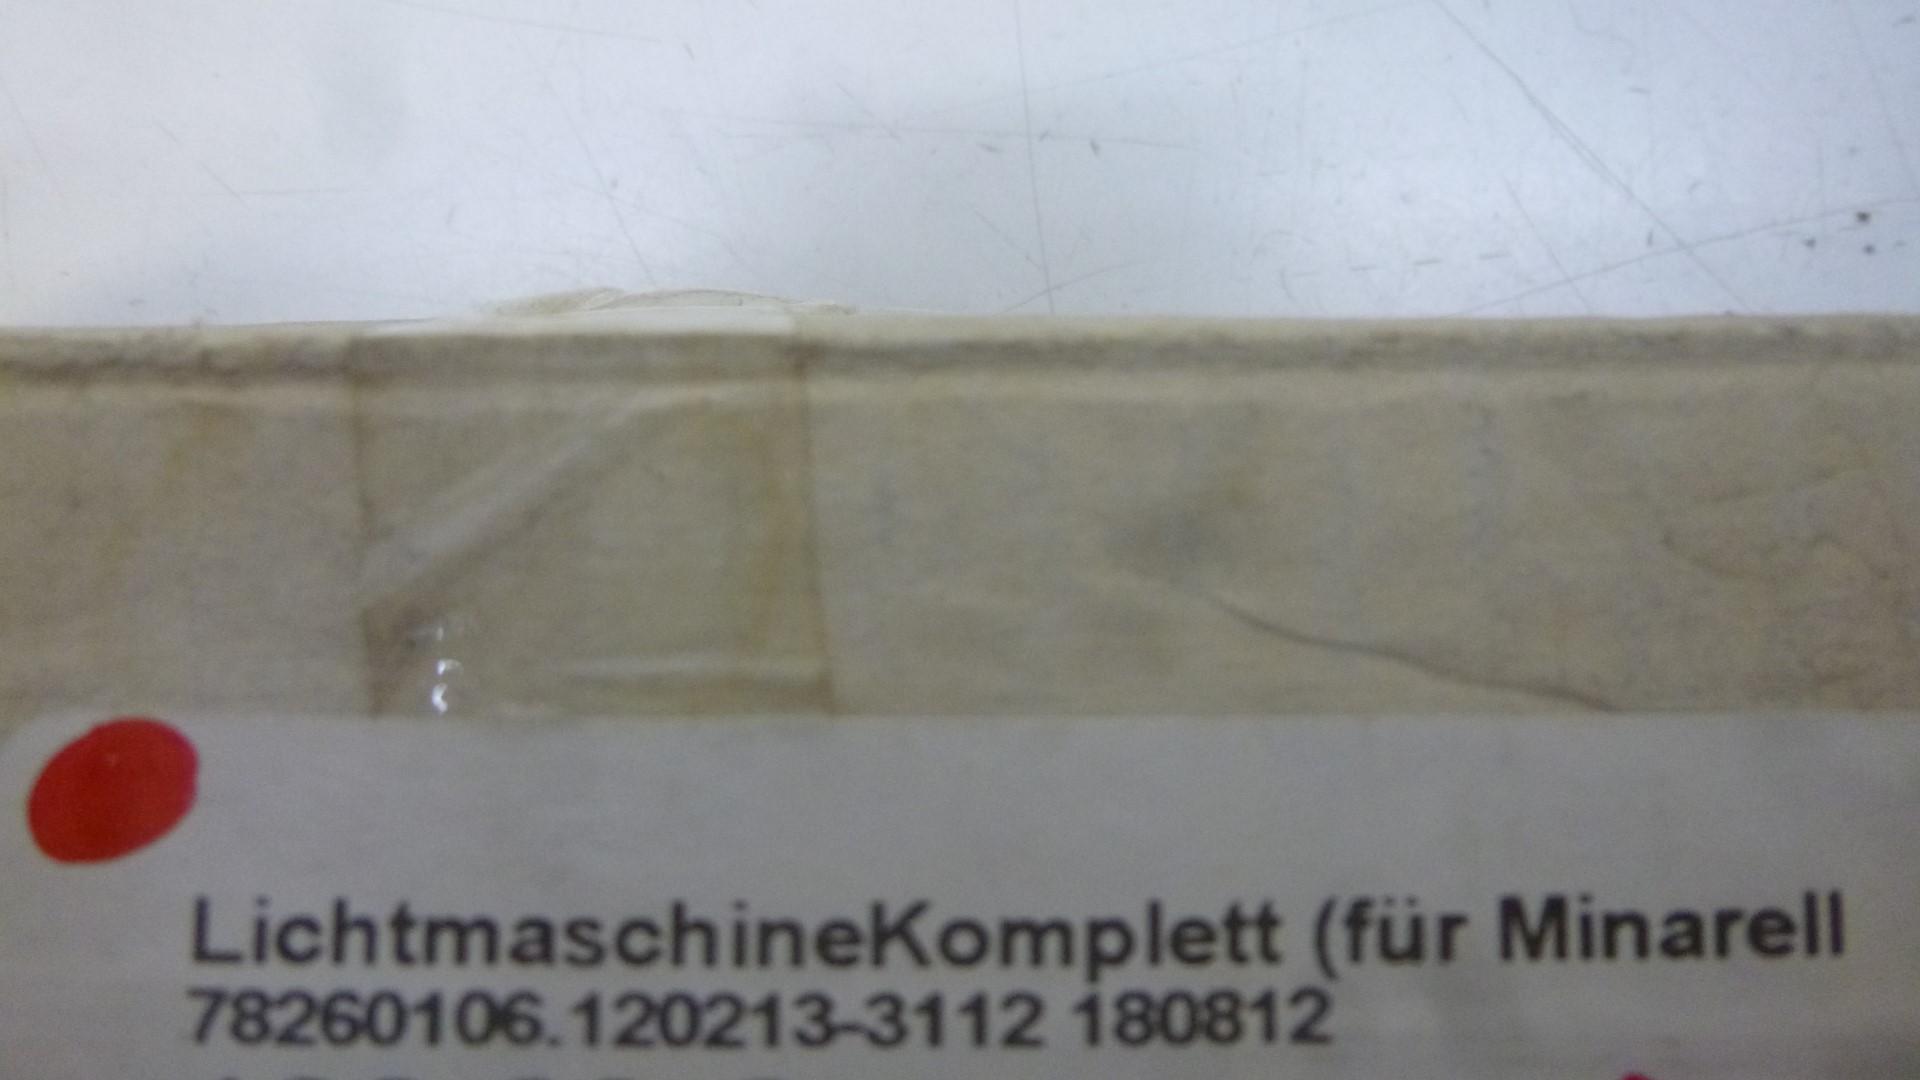 LichtmaschineKomplett (für Minarell
78260106.120213-3112 180812